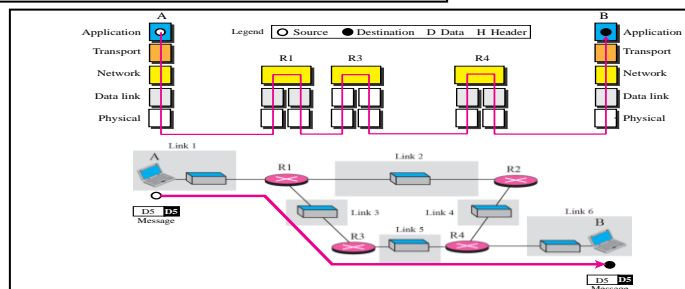 A
B
Application
Legend
Source
Destination
D Data
H Header
Application
Transport
R1
R3
R4
Transport
Network
Network
Data link
Data link
Physical
Physical
Link 1
A
Link 2
R1
R2
D5 D5
Message
Link 3
Link 4
Link 6
B
R3
Link 5
R4
D5 D5
Message